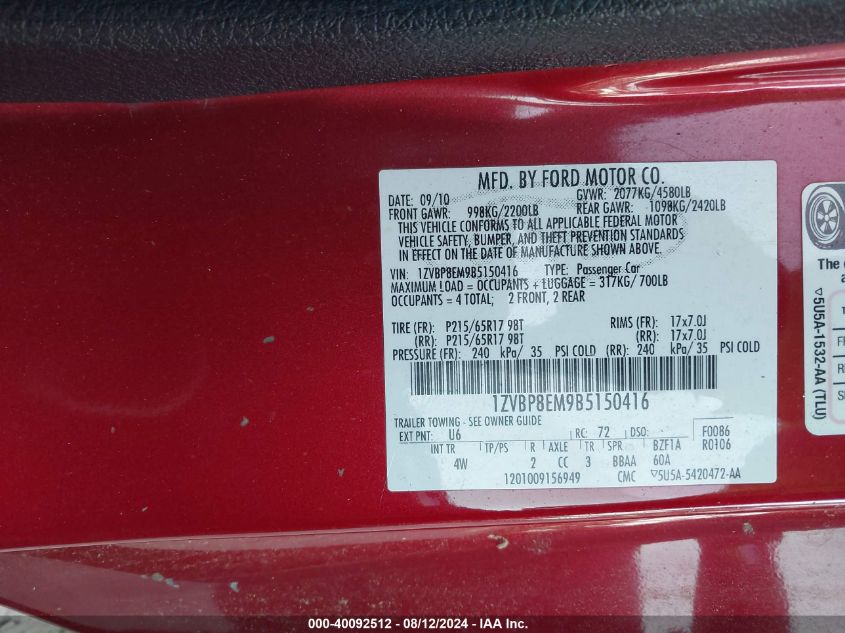 MFD. BY FORD MOTOR CO.
DATE: 09/10 GVWR: 2077KG/4580LB
FRONT GAWR: 998KG/2200LB REAR GAWR: 1098KG/2420LB
THIS VEHICLE CONFORMS TO ALL APPLICABLE FEDERAL MOTOR
VEHICLE SAFETY, BUMPER, AND THEFT PREVENTION STANDARDS
IN EFFECT ON THE DATE OF MANUFACTURE SHOWN ABOVE.
VIN: 1ZVBP8EM9B5150416 TYPE: Passenger Car
MAXIMUM LOAD = OCCUPANTS + LUGGAGE = 317KG/ 700LB
OCCUPANTS = 4 TOTAL; 2 FRONT, 2 REAR
TIRE (FR): P215/65R17 98T RIMS (FR): 17x7.0J
(RR): P215/65R17 98T (RR): 17x7.0J
PRESSURE (FR): 240 kPa/ 35 PSI COLD (RR): 240 kPa/ 35 PSI COLD
1ZVBP8EM9B5150416
TRAILER TOWING - SEE OWNER GUIDE
EXT PNT: U6 RC: 72 DSO: F0086
INT TR TP/PS R AXLE TR SPR BZF1A R0106
4W 2 CC 3 BBAA 60A
1201009156949 CMC ▽5U5A-5420472-AA
The
▽5U5A-1532-AA (TLU)
000-40092512 - 08/12/2024 - IAA Inc.